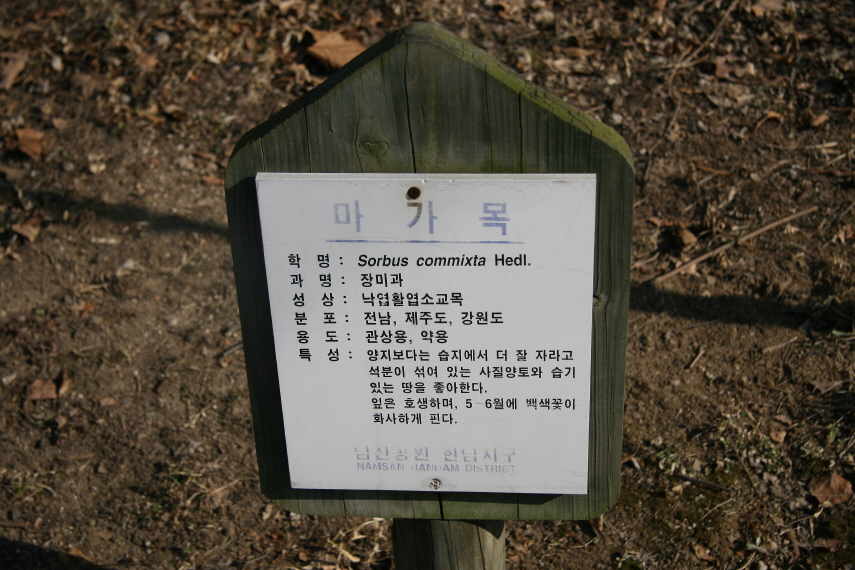 마 가 목
학 명 : Sorbus commixta Hedl.
과 명 : 장미과
성 상 : 낙엽활엽소교목
분 포 : 전남, 제주도, 강원도
용 도 : 관상용, 약용
특 성 : 양지보다는 습지에서 더 잘 자라고
석분이 섞여 있는 사질양토와 습기
있는 땅을 좋아한다.
잎은 호생하며, 5~6월에 백색꽃이
화사하게 핀다.
남산공원 한남지구
NAMSAN HANNAM DISTRICT